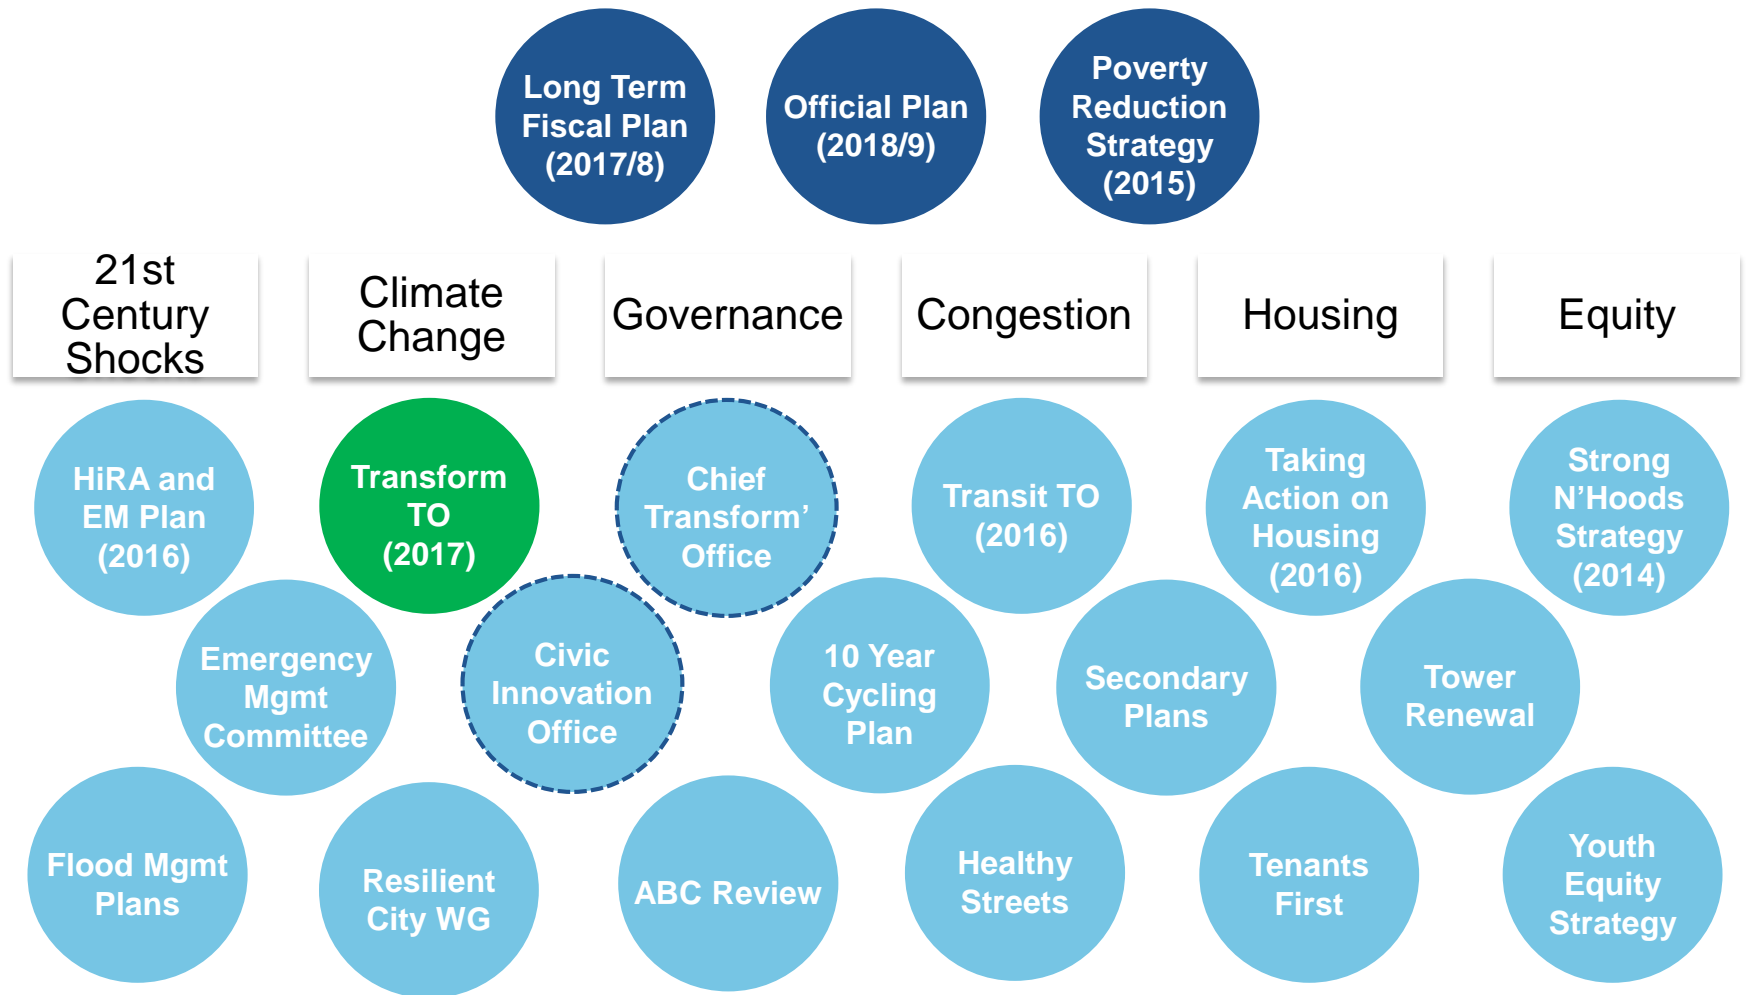 Long Term
Fiscal Plan
(2017/8)
Official Plan
(2018/9)
Poverty
Reduction
Strategy
(2015)
21st
Century
Shocks
Climate
Change
Governance
Congestion
Housing
Equity
HiRA and
EM Plan
(2016)
Transform
TO
(2017)
Chief
Transform’
Office
Transit TO
(2016)
Taking
Action on
Housing
(2016)
Strong
N’Hoods
Strategy
(2014)
Emergency
Mgmt
Committee
Civic
Innovation
Office
10 Year
Cycling
Plan
Secondary
Plans
Tower
Renewal
Flood Mgmt
Plans
Resilient
City WG
ABC Review
Healthy
Streets
Tenants
First
Youth
Equity
Strategy